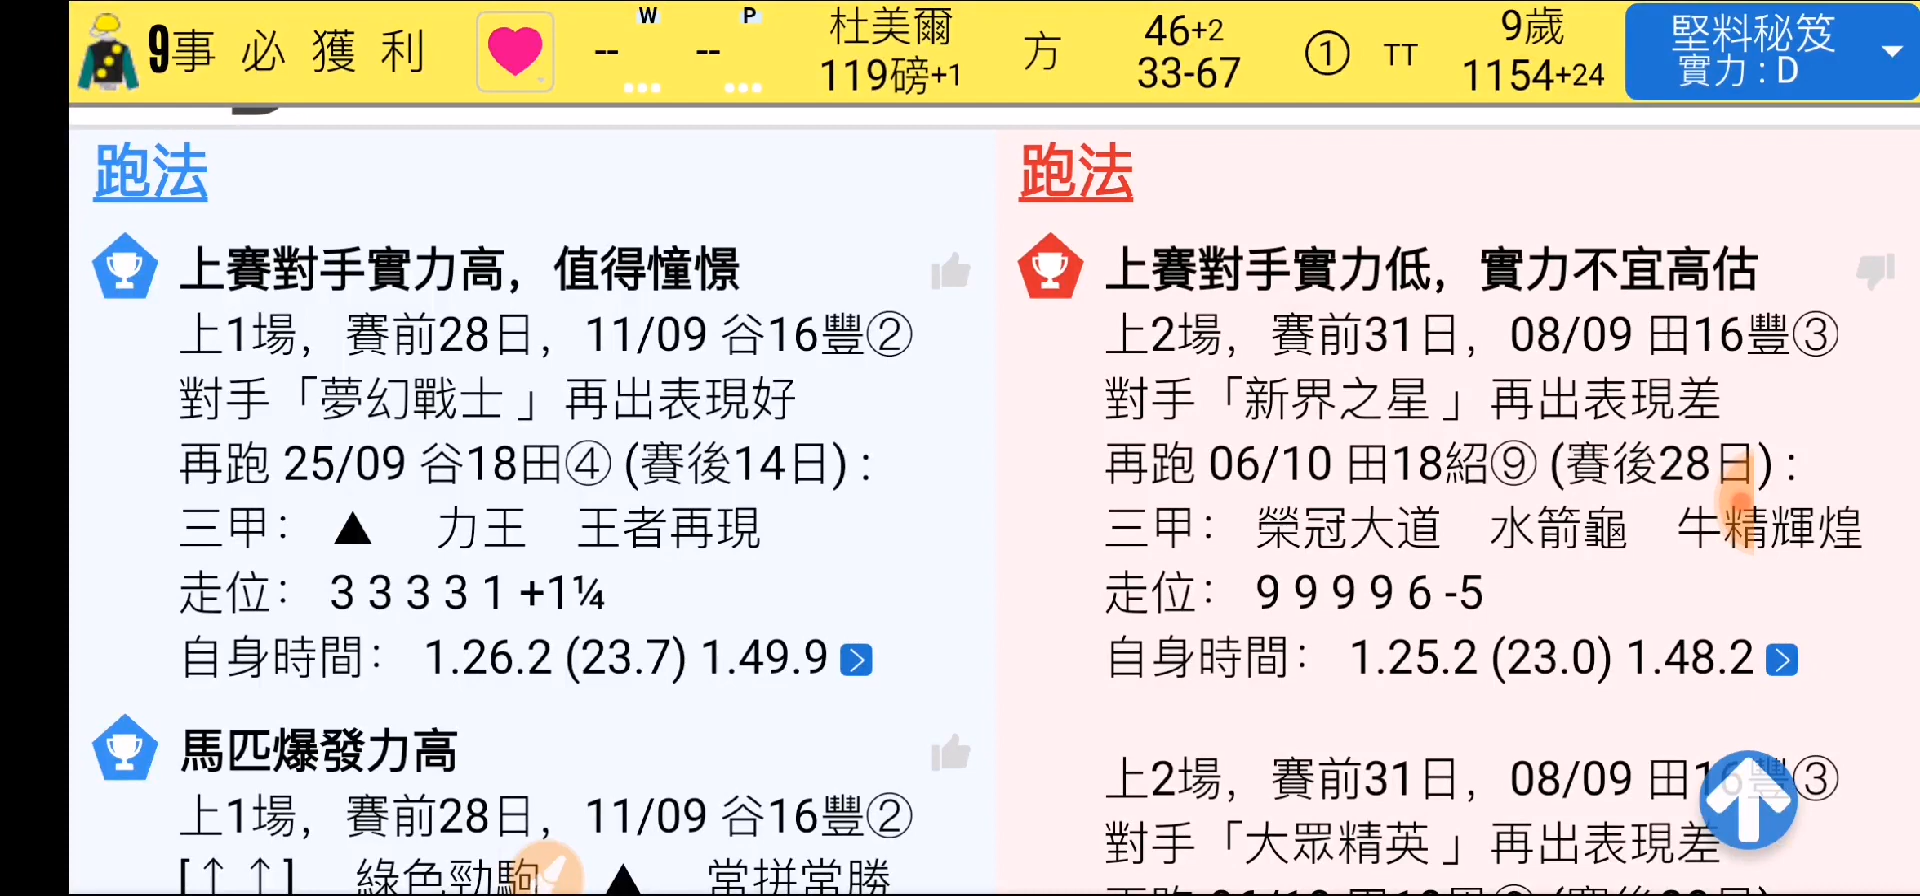 9事必獲利 -- W -- P 杜美爾 119磅+1 方 46+2 33-67 ① TT 9歲 1154+24 堅料秘笈 實力:D
跑法
上賽對手實力高，值得憧憬
上1場，賽前28日，11/09 谷16豐②
對手「夢幻戰士」再出表現好
再跑 25/09 谷18田④ (賽後14日)：
三甲： ▲ 力王 王者再現
走位： 3 3 3 3 1 +1¼
自身時間： 1.26.2 (23.7) 1.49.9 >
馬匹爆發力高
上1場，賽前28日，11/09 谷16豐②
[↑ ↑] 綠色勁駒 ▲ 常拼常勝
跑法
上賽對手實力低，實力不宜高估
上2場，賽前31日，08/09 田16豐③
對手「新界之星」再出表現差
再跑 06/10 田18紹⑨ (賽後28日)：
三甲： 榮冠大道 水箭龜 牛精輝煌
走位： 9 9 9 9 6 -5
自身時間： 1.25.2 (23.0) 1.48.2 >
上2場，賽前31日，08/09 田16豐③
對手「大眾精英」再出表現差